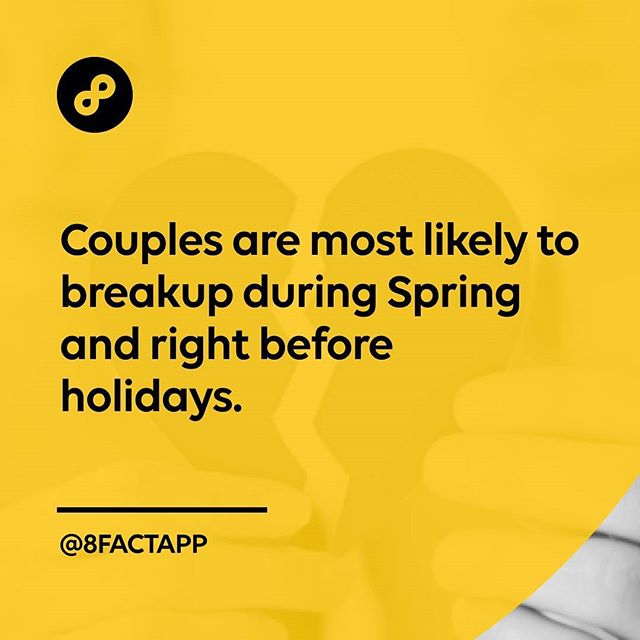 Couples are most likely to
breakup during Spring
and right before
holidays.
@8FACTAPP